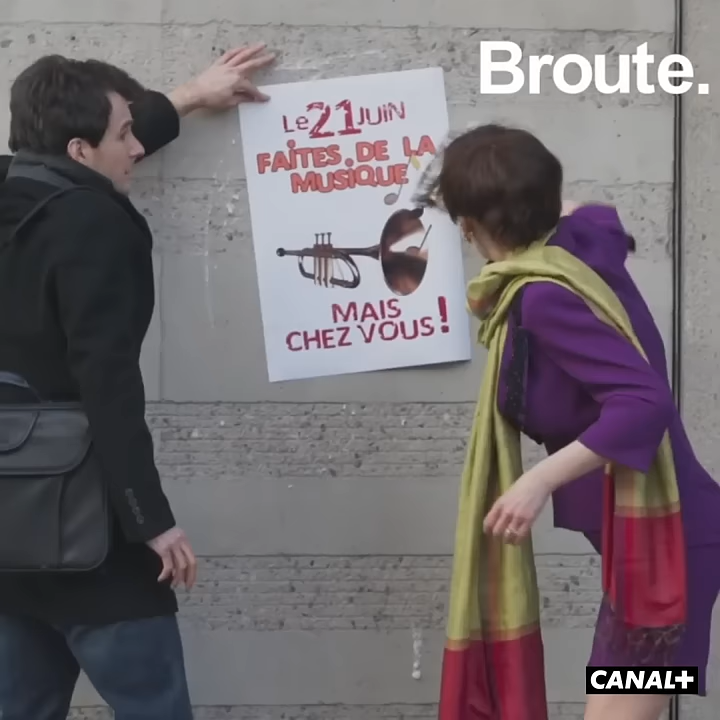 Broute.
Le 21 JUIN
FAITES DE LA
MUSIQUE
MAIS
CHEZ VOUS !
CANAL+